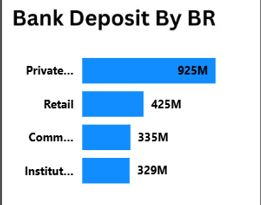 Bank Deposit By BR
Private... 925M
Retail 425M
Comm... 335M
Institut... 329M